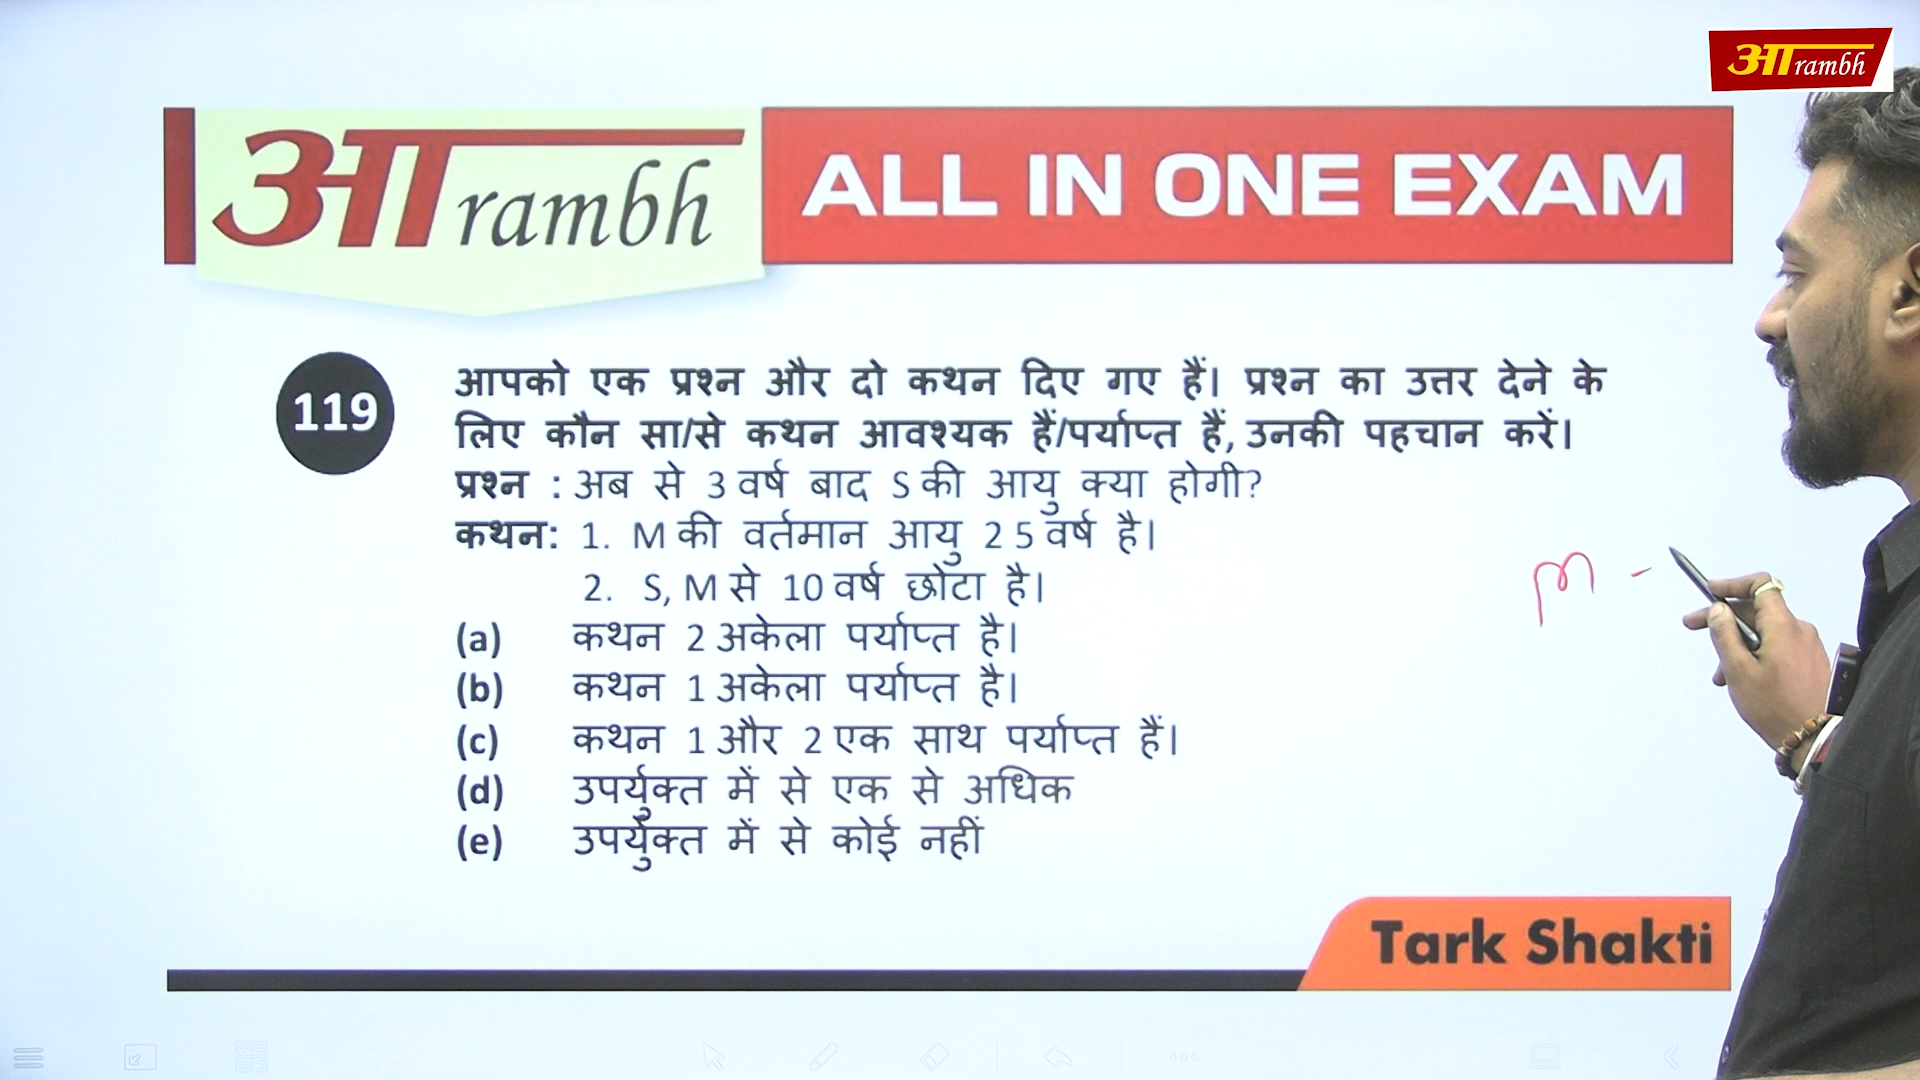 आrambh
आrambh ALL IN ONE EXAM
119 आपको एक प्रश्न और दो कथन दिए गए हैं। प्रश्न का उत्तर देने के
लिए कौन सा/से कथन आवश्यक हैं/पर्याप्त हैं, उनकी पहचान करें।
प्रश्न : अब से 3 वर्ष बाद S की आयु क्या होगी?
कथन: 1. M की वर्तमान आयु 25 वर्ष है।
2. S, M से 10 वर्ष छोटा है।
(a) कथन 2 अकेला पर्याप्त है।
(b) कथन 1 अकेला पर्याप्त है।
(c) कथन 1 और 2 एक साथ पर्याप्त हैं।
(d) उपर्युक्त में से एक से अधिक
(e) उपर्युक्त में से कोई नहीं
M -
Tark Shakti